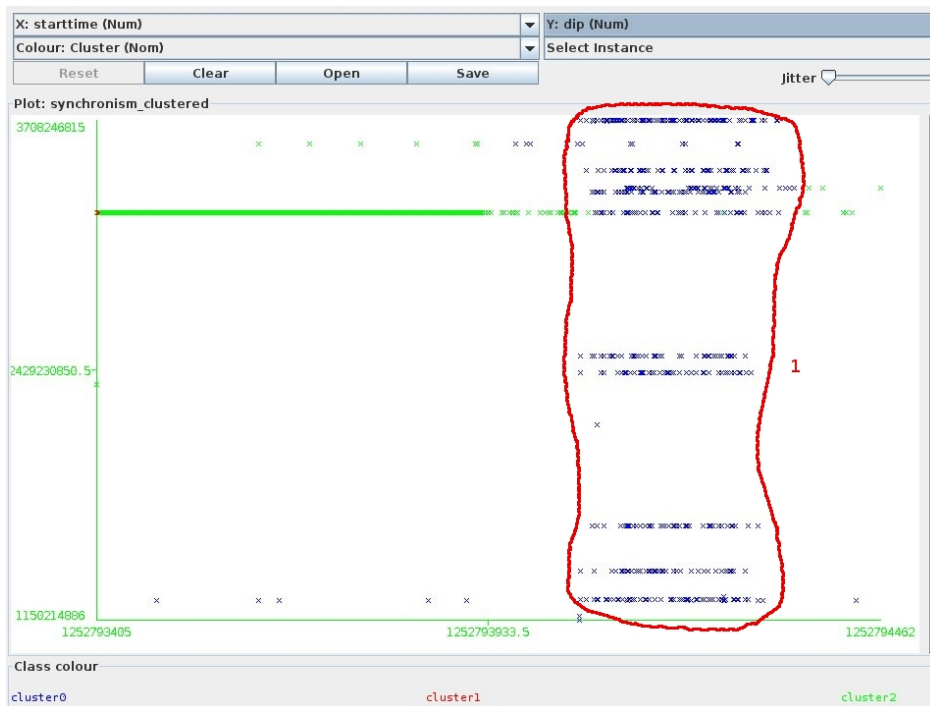 X: starttime (Num) Y: dip (Num)
Colour: Cluster (Nom) Select Instance
Reset Clear Open Save Jitter
Plot: synchronism_clustered
3708246815
1
2429230850.5
1150214886
1252793405 1252793933.5 1252794462
Class colour
cluster0 cluster1 cluster2